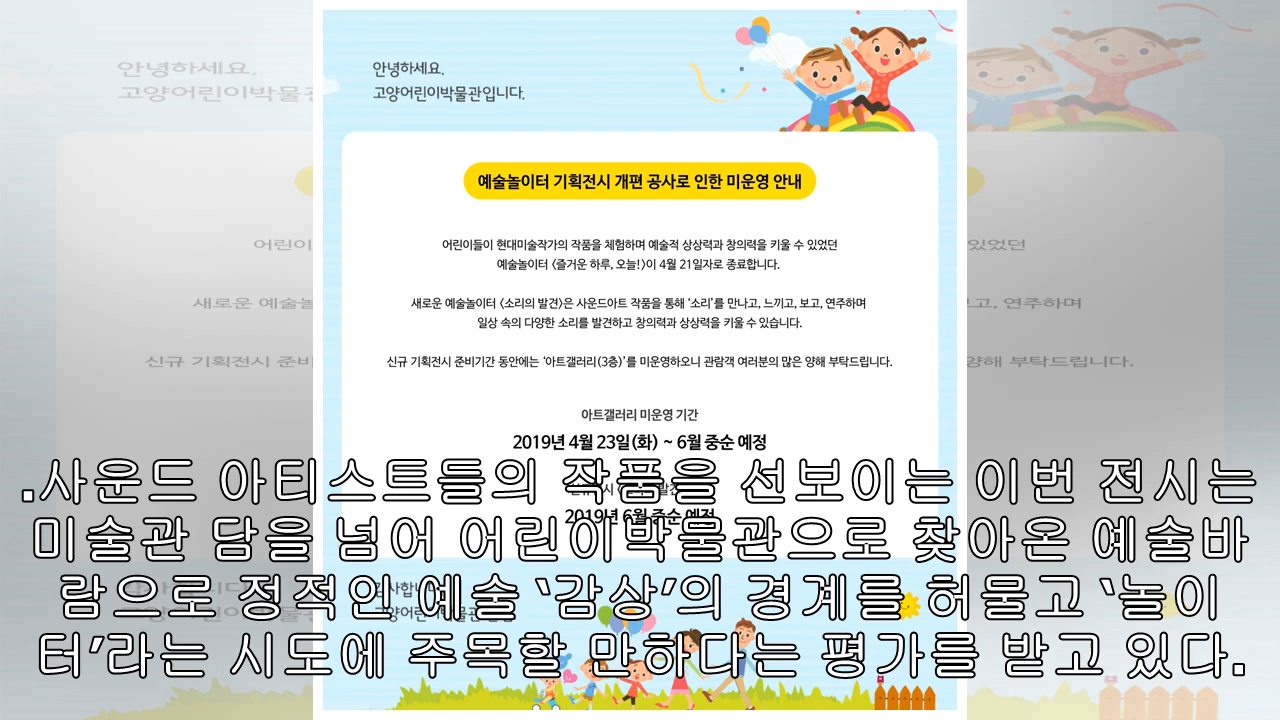 안녕하세요.
고양어린이박물관입니다.
예술놀이터 기획전시 개편 공사로 인한 미운영 안내
어린이들이 현대미술작가의 작품을 체험하며 예술적 상상력과 창의력을 키울 수 있었던
예술놀이터 <즐거운 하루, 오늘!>이 4월 21일자로 종료합니다.
새로운 예술놀이터 <소리의 발견>은 사운드아트 작품을 통해 ‘소리’를 만나고, 느끼고, 보고, 연주하며
일상 속의 다양한 소리를 발견하고 창의력과 상상력을 키울 수 있습니다.
신규 기획전시 준비기간 동안에는 ‘아트갤러리(3층)’를 미운영하오니 관람객 여러분의 많은 양해 부탁드립니다.
아트갤러리 미운영 기간
2019년 4월 23일(화) ~ 6월 중순 예정
2019년 6월 중순 예정
고양어린이박물관
.사운드 아티스트들의 작품을 선보이는 이번 전시는
미술관 담을 넘어 어린이박물관으로 찾아온 예술바
람으로 정적인 예술 ‘감상’의 경계를 허물고 ‘놀이
터’라는 시도에 주목할 만하다는 평가를 받고 있다.